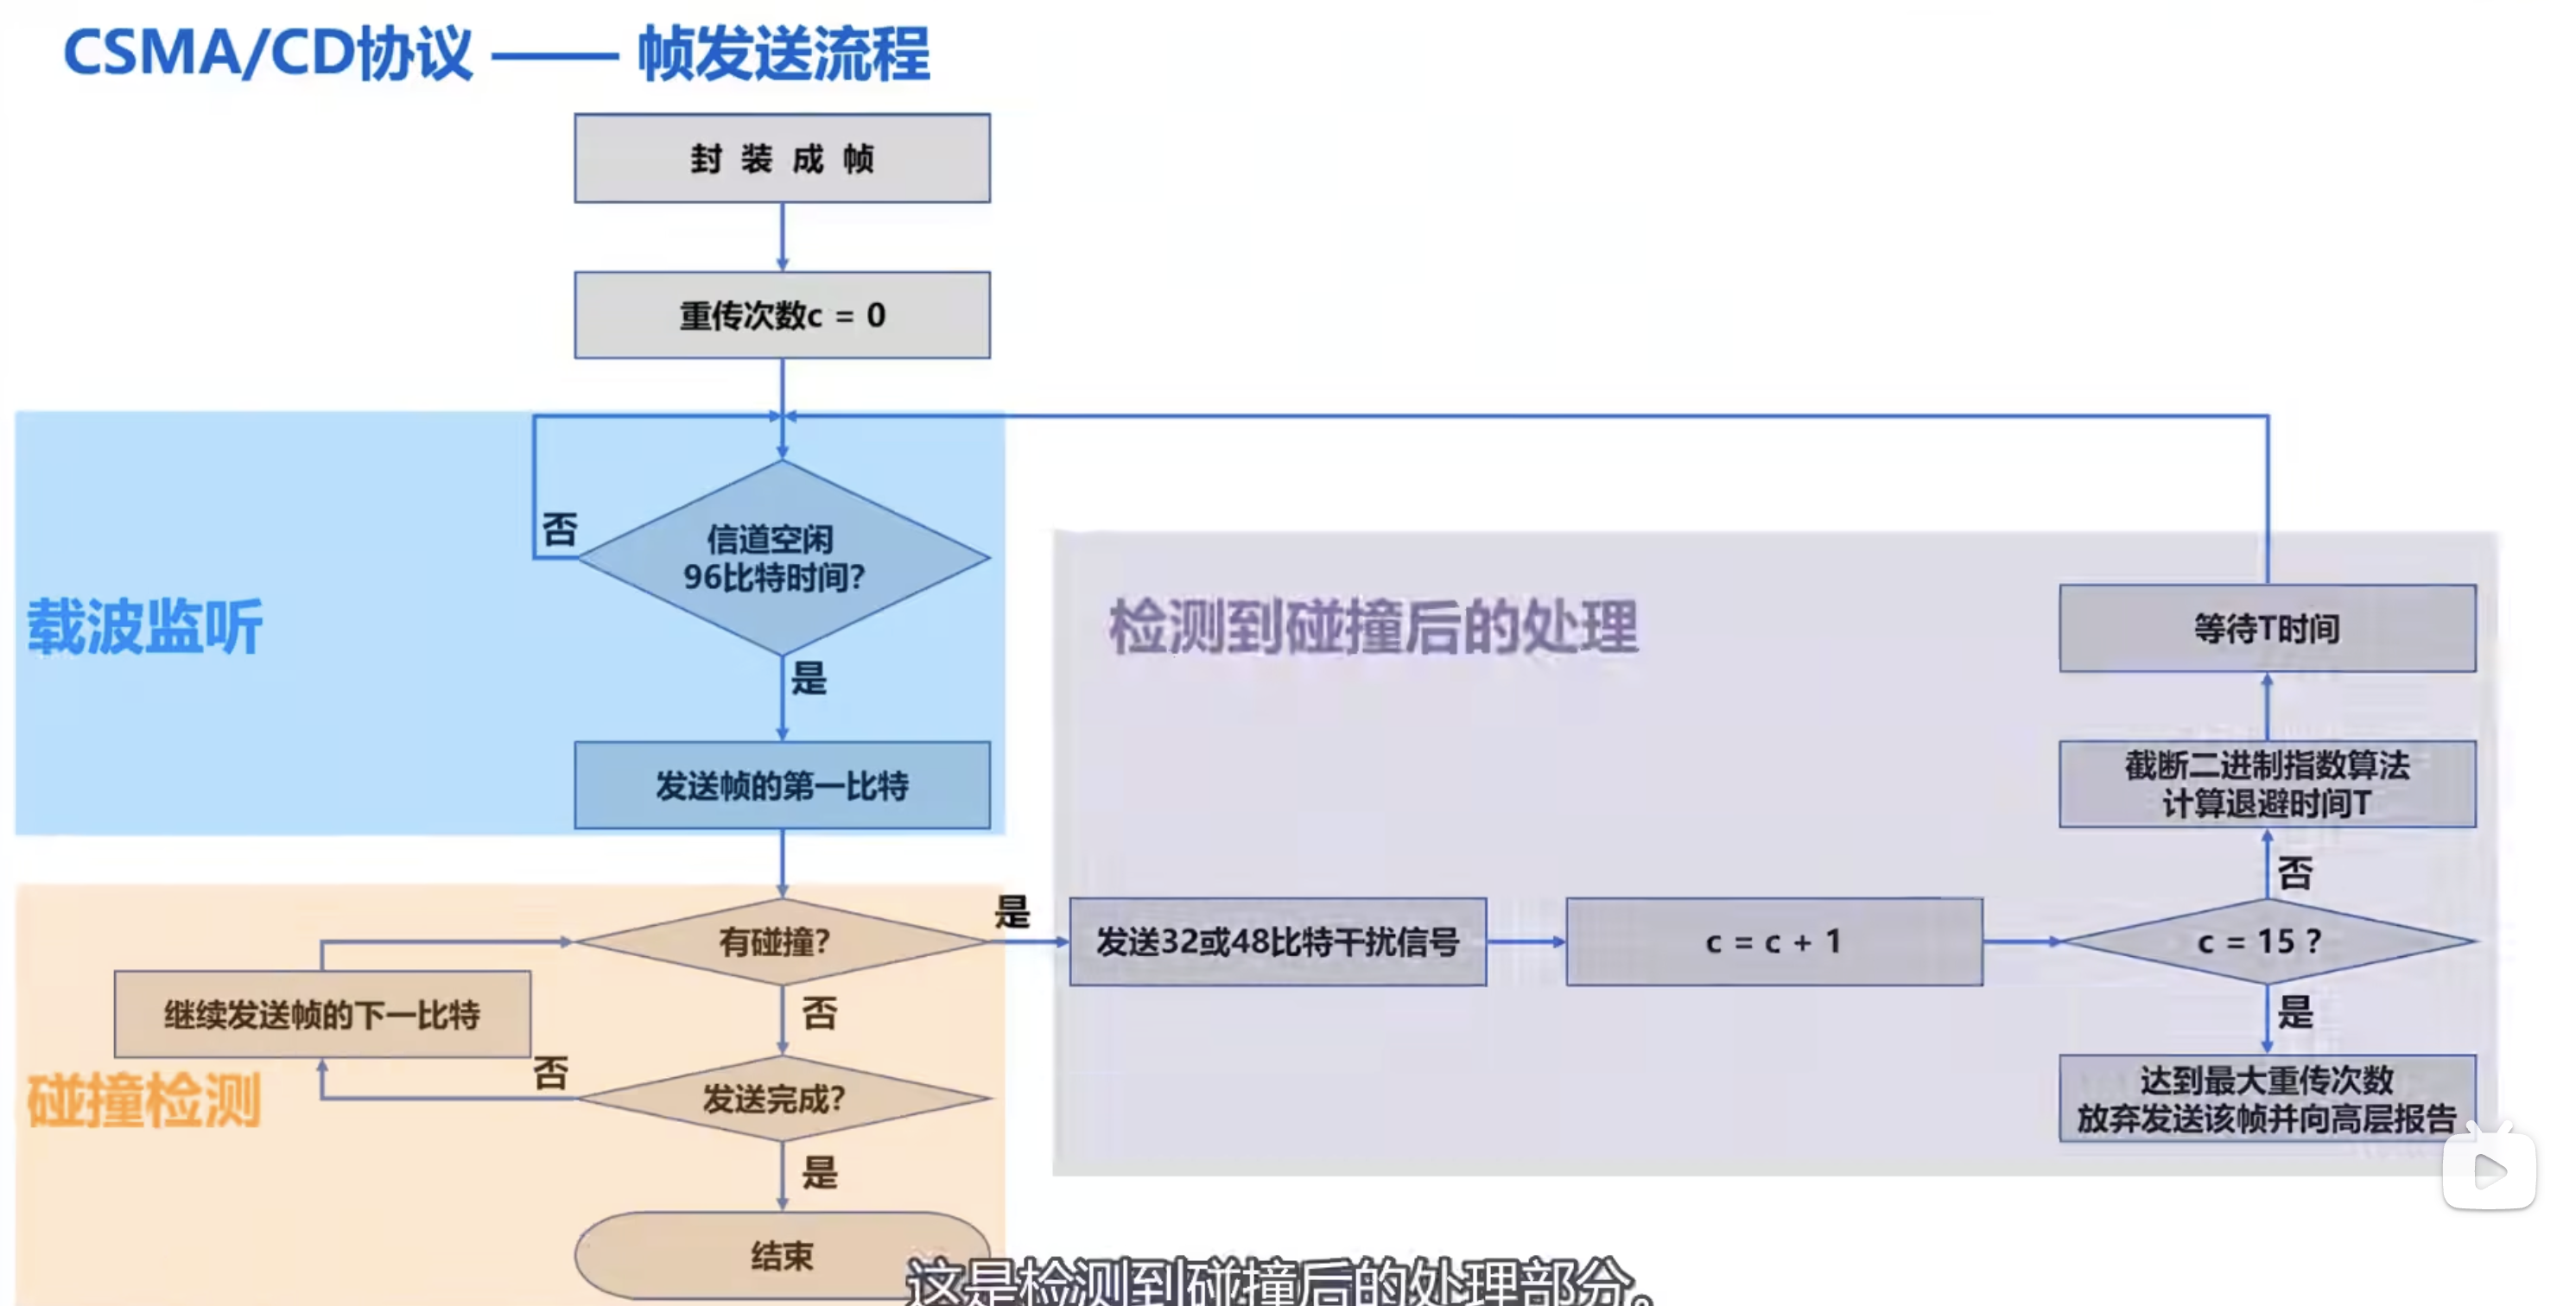 CSMA/CD协议 —— 帧发送流程
封 装 成 帧
重传次数c = 0
否
信道空闲
96比特时间?
载波监听
是
发送帧的第一比特
检测到碰撞后的处理
等待T时间
截断二进制指数算法
计算退避时间T
否
有碰撞?
是
发送32或48比特干扰信号
c = c + 1
c = 15 ?
继续发送帧的下一比特
否
是
碰撞检测
否
发送完成?
达到最大重传次数
放弃发送该帧并向高层报告
是
结束
这是检测到碰撞后的处理部分。